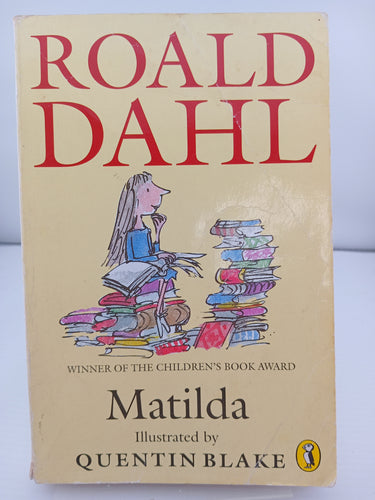 ROALD
DAHL
WINNER OF THE CHILDREN'S BOOK AWARD
Matilda
Illustrated by
QUENTIN BLAKE